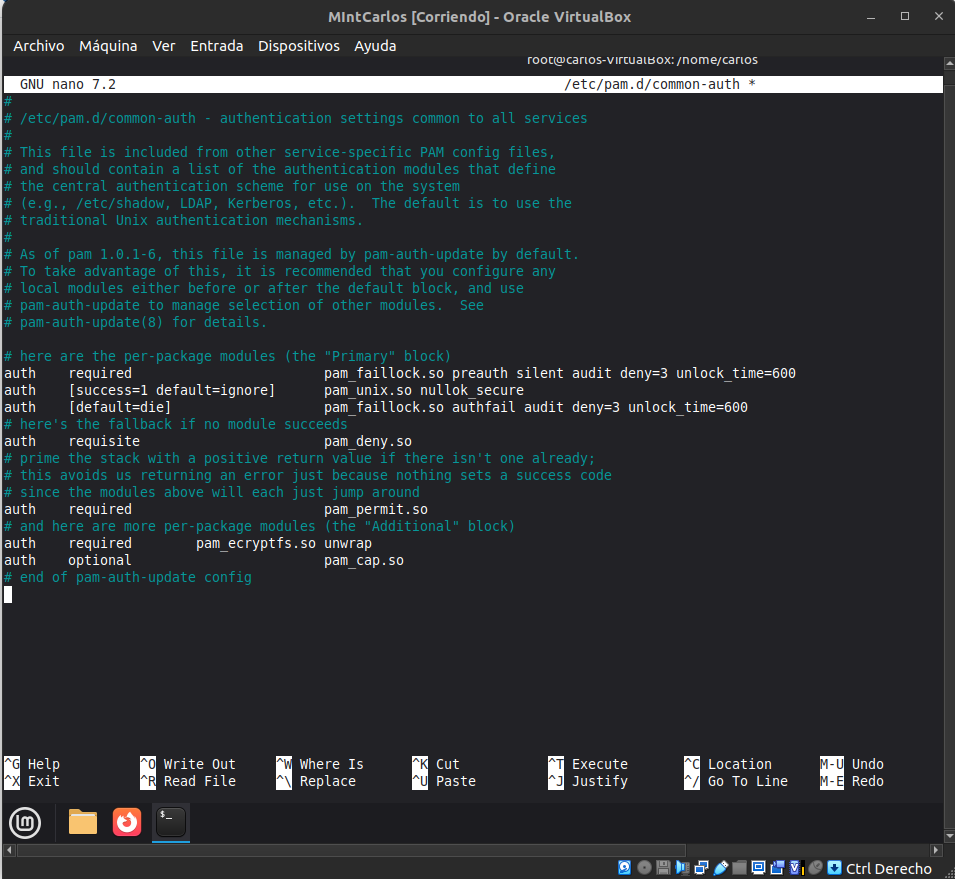 MIntCarlos [Corriendo] - Oracle VirtualBox
Archivo Máquina Ver Entrada Dispositivos Ayuda
root@carlos-VirtualBox: /home/carlos
GNU nano 7.2 /etc/pam.d/common-auth *
#
# /etc/pam.d/common-auth - authentication settings common to all services
#
# This file is included from other service-specific PAM config files,
# and should contain a list of the authentication modules that define
# the central authentication scheme for use on the system
# (e.g., /etc/shadow, LDAP, Kerberos, etc.).  The default is to use the
# traditional Unix authentication mechanisms.
#
# As of pam 1.0.1-6, this file is managed by pam-auth-update by default.
# To take advantage of this, it is recommended that you configure any
# local modules either before or after the default block, and use
# pam-auth-update to manage selection of other modules.  See
# pam-auth-update(8) for details.
# here are the per-package modules (the "Primary" block)
auth    required                        pam_faillock.so preauth silent audit deny=3 unlock_time=600
auth    [success=1 default=ignore]      pam_unix.so nullok_secure
auth    [default=die]                   pam_faillock.so authfail audit deny=3 unlock_time=600
# here's the fallback if no module succeeds
auth    requisite                       pam_deny.so
# prime the stack with a positive return value if there isn't one already;
# this avoids us returning an error just because nothing sets a success code
# since the modules above will each just jump around
auth    required                        pam_permit.so
# and here are more per-package modules (the "Additional" block)
auth    required        pam_ecryptfs.so unwrap
auth    optional                        pam_cap.so
# end of pam-auth-update config
^G Help ^O Write Out ^W Where Is ^K Cut ^T Execute ^C Location M-U Undo
^X Exit ^R Read File ^\ Replace ^U Paste ^J Justify ^/ Go To Line M-E Redo
Ctrl Derecho